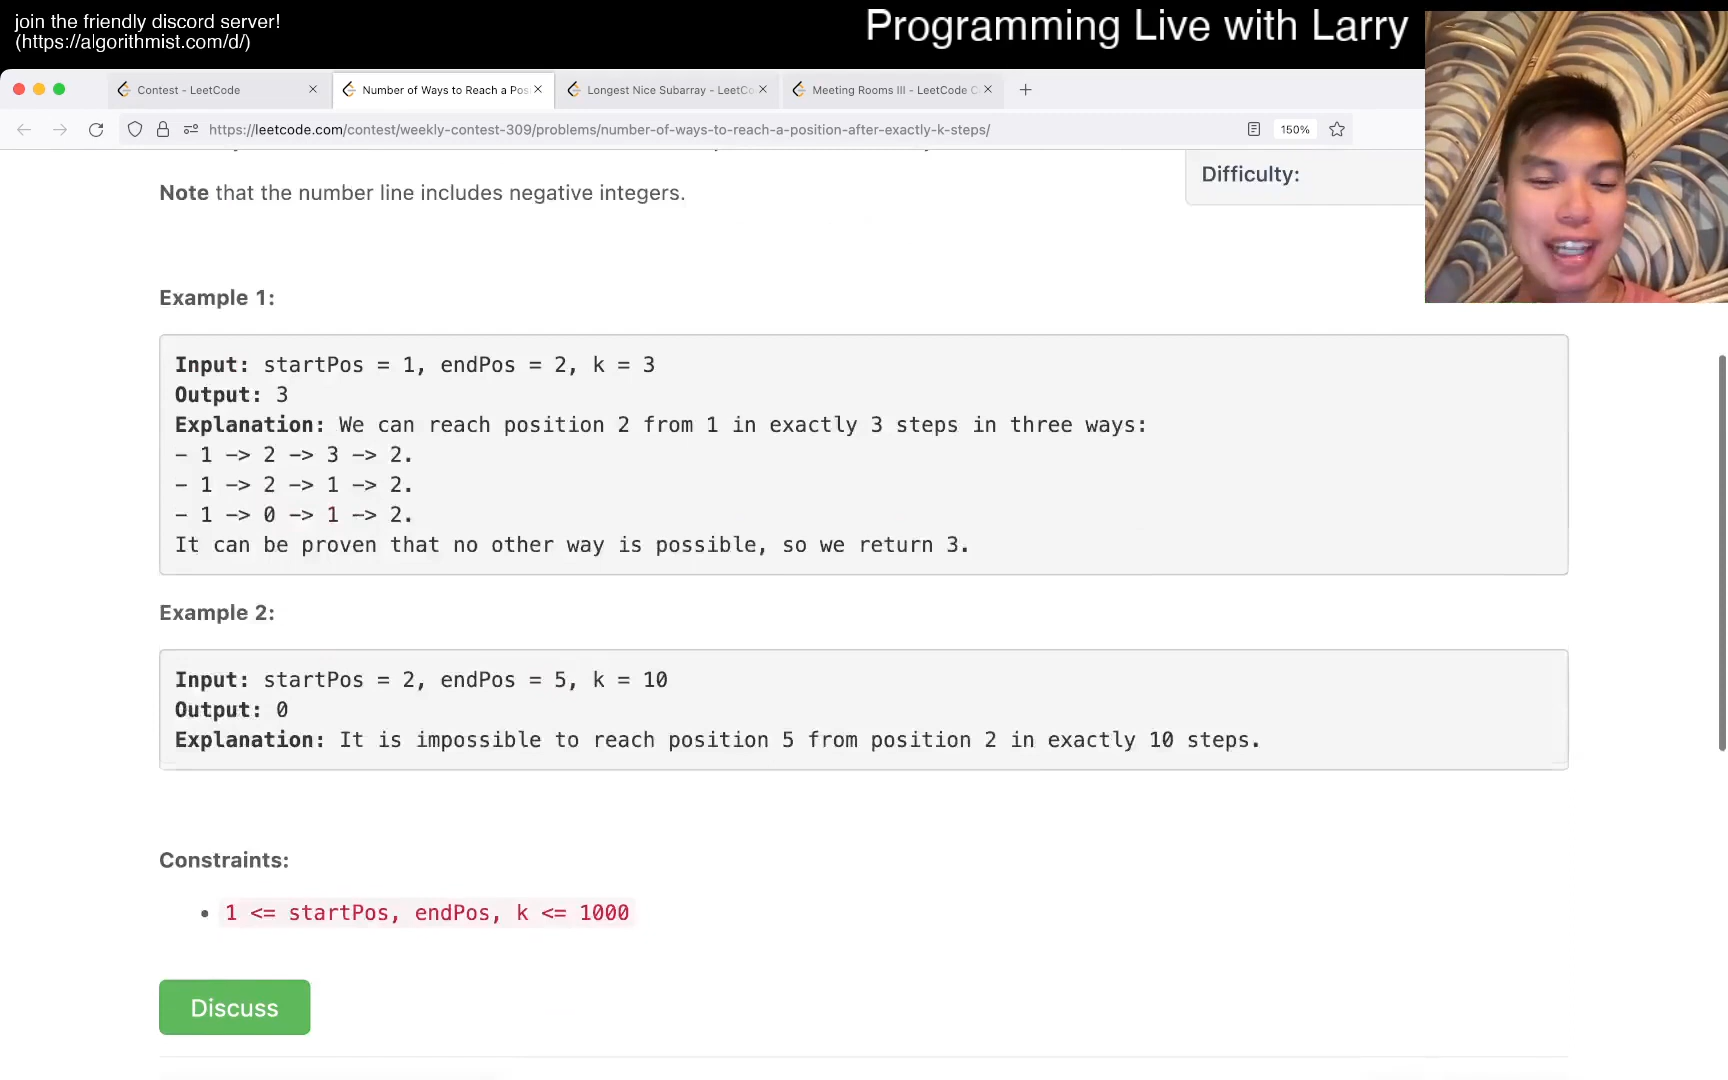 join the friendly discord server!
(https://algorithmist.com/d/)
Programming Live with Larry
Contest - LeetCode
Number of Ways to Reach a Pos
Longest Nice Subarray - LeetCo
Meeting Rooms III - LeetCode C
https://leetcode.com/contest/weekly-contest-309/problems/number-of-ways-to-reach-a-position-after-exactly-k-steps/
150%
Difficulty:
Note that the number line includes negative integers.
Example 1:
Input: startPos = 1, endPos = 2, k = 3
Output: 3
Explanation: We can reach position 2 from 1 in exactly 3 steps in three ways:
- 1 -> 2 -> 3 -> 2.
- 1 -> 2 -> 1 -> 2.
- 1 -> 0 -> 1 -> 2.
It can be proven that no other way is possible, so we return 3.
Example 2:
Input: startPos = 2, endPos = 5, k = 10
Output: 0
Explanation: It is impossible to reach position 5 from position 2 in exactly 10 steps.
Constraints:
• 1 <= startPos, endPos, k <= 1000
Discuss